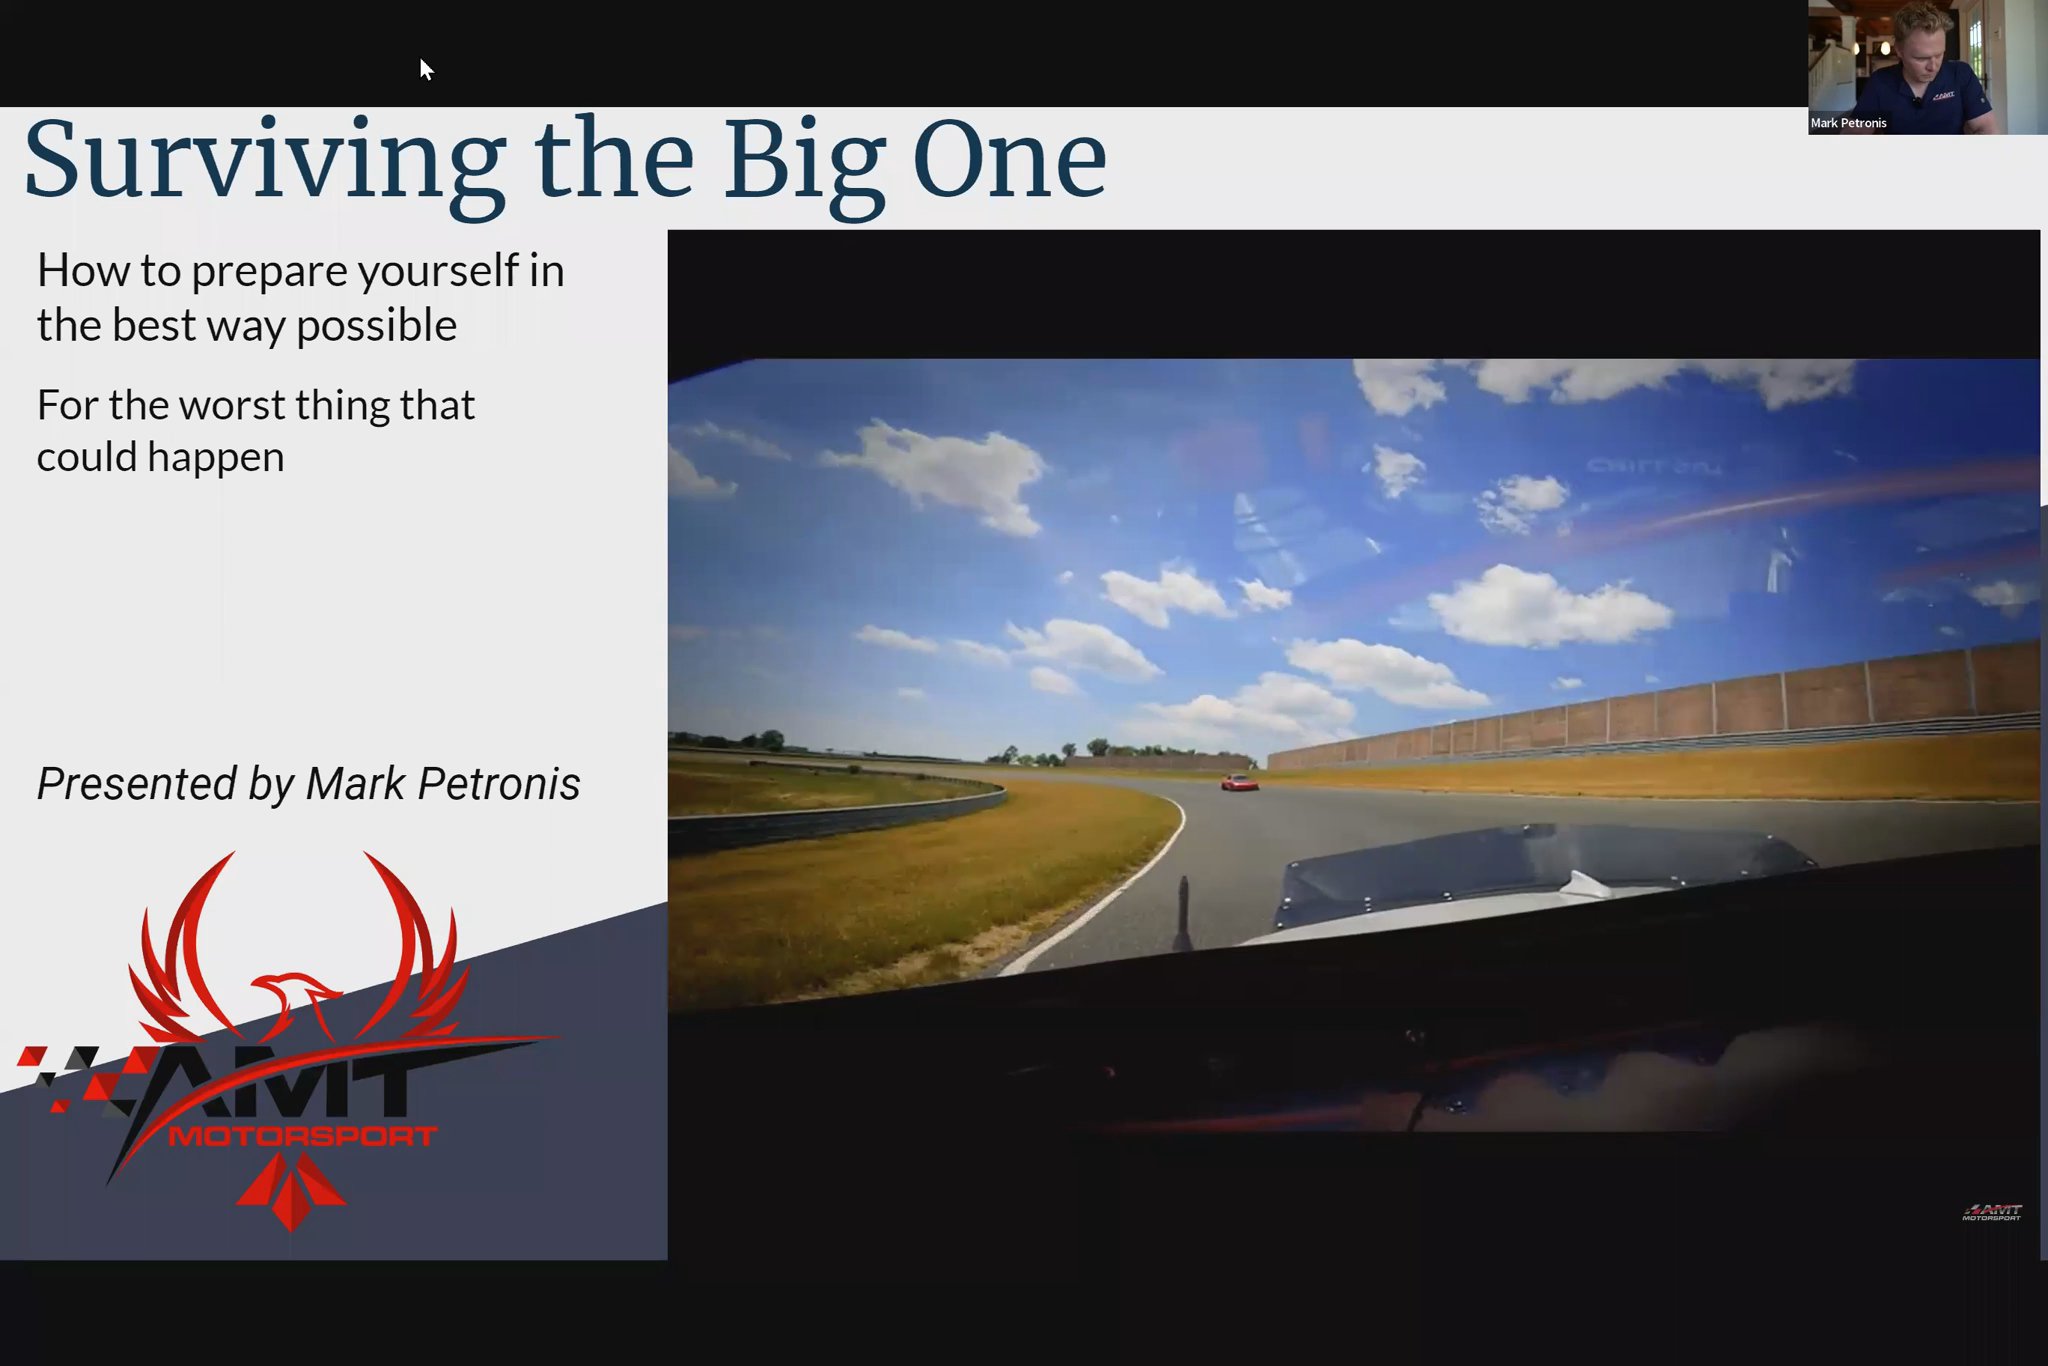 Mark Petronis
Surviving the Big One
How to prepare yourself in
the best way possible
For the worst thing that
could happen
Presented by Mark Petronis
AMT
MOTORSPORT
AMT
MOTORSPORT